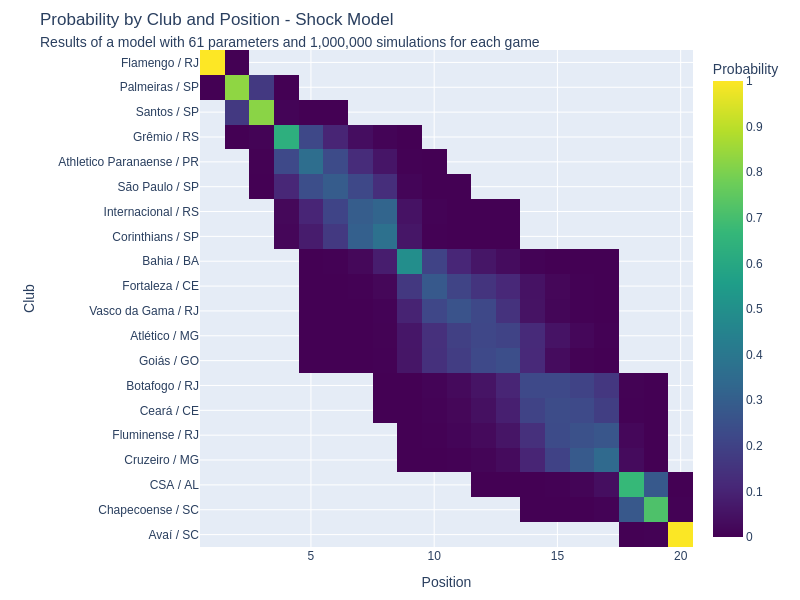 Probability by Club and Position - Shock Model
Results of a model with 61 parameters and 1,000,000 simulations for each game
Probability
Flamengo / RJ
Palmeiras / SP
Santos / SP
Grêmio / RS
Athletico Paranaense / PR
São Paulo / SP
Internacional / RS
Corinthians / SP
Bahia / BA
Fortaleza / CE
Vasco da Gama / RJ
Atlético / MG
Goiás / GO
Botafogo / RJ
Ceará / CE
Fluminense / RJ
Cruzeiro / MG
CSA / AL
Chapecoense / SC
Avaí / SC
Club
5
10
15
20
Position
1
0.9
0.8
0.7
0.6
0.5
0.4
0.3
0.2
0.1
0